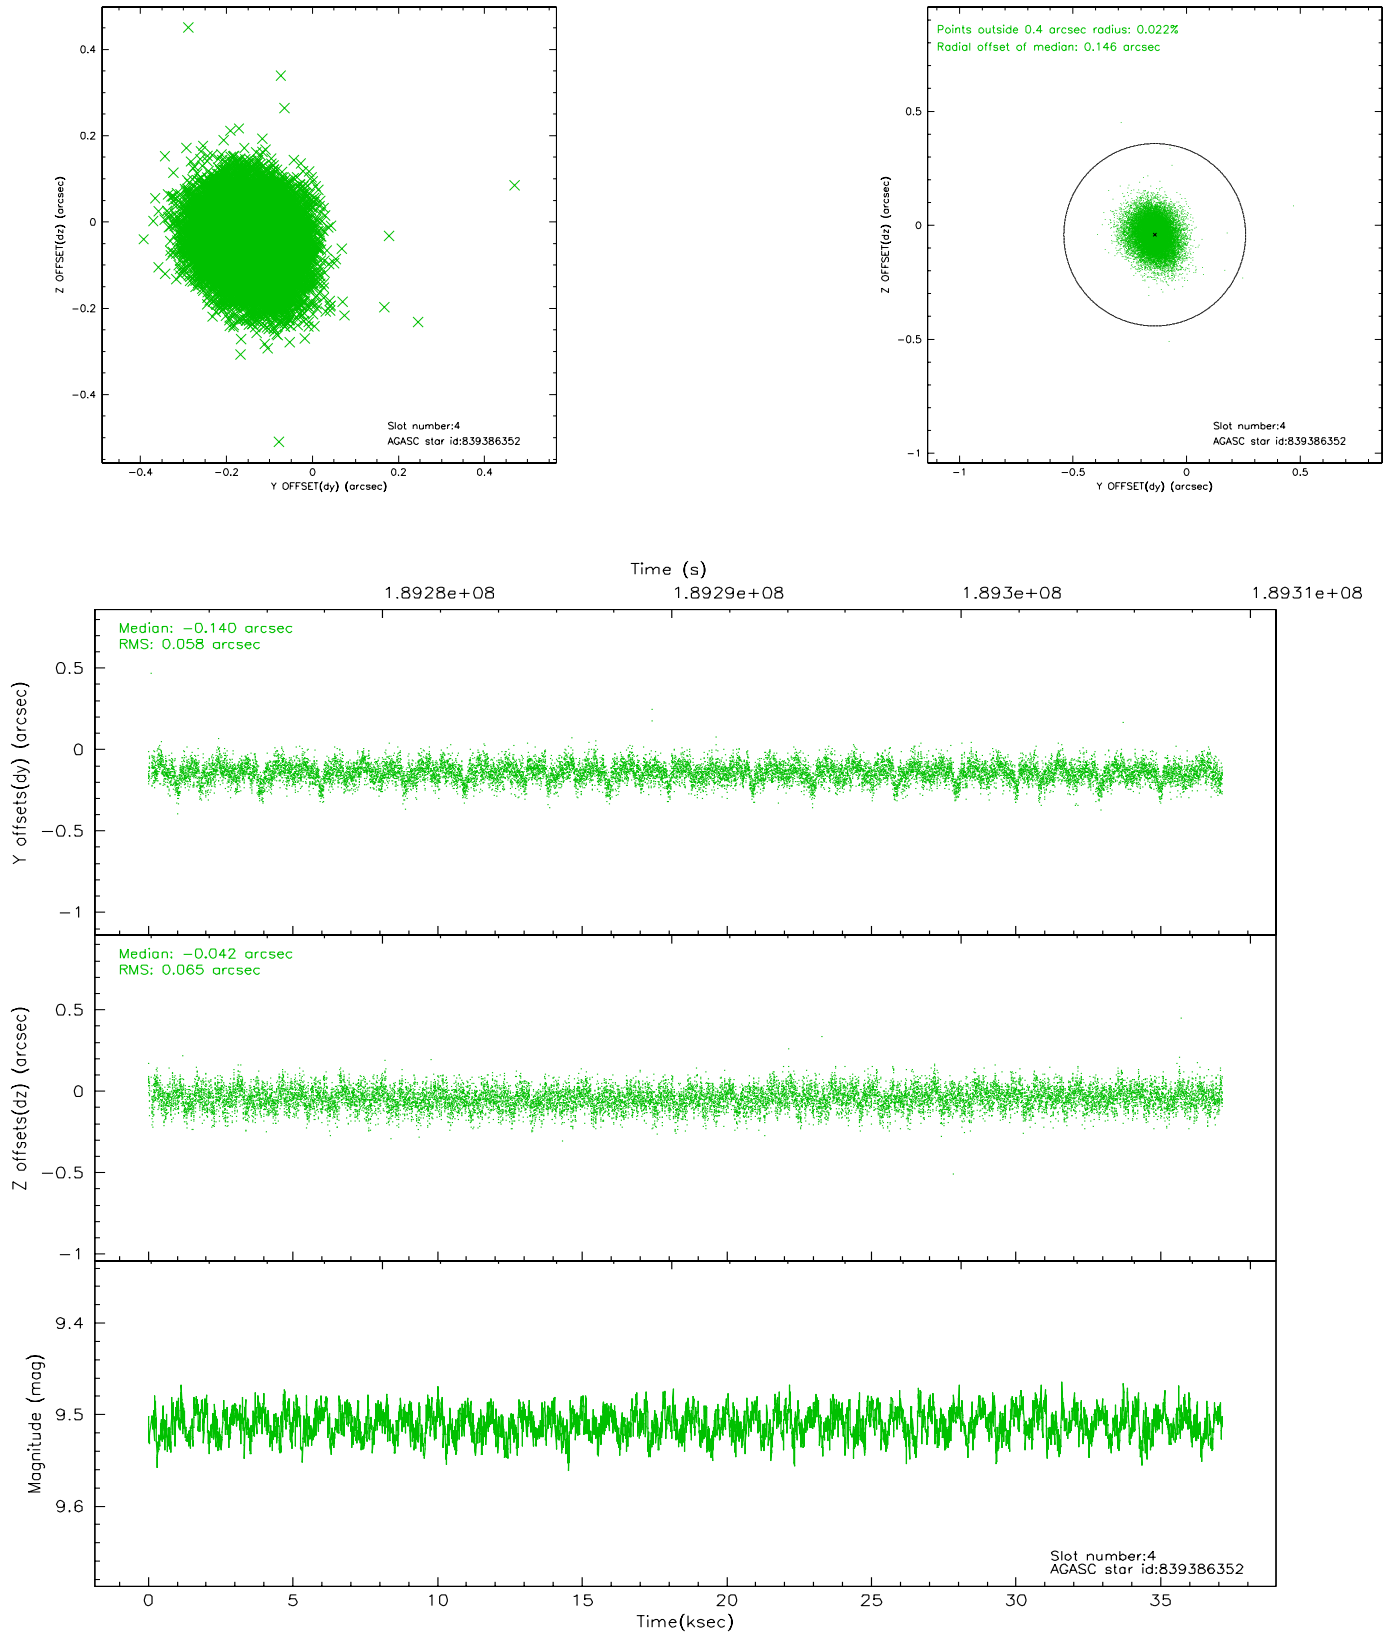 0.4
0.2
0
−0.2
−0.4
Z OFFSET(dz) (arcsec)
Slot number:4
AGASC star id:839386352
−0.4 −0.2 0 0.2 0.4
Y OFFSET(dy) (arcsec)
Points outside 0.4 arcsec radius: 0.022%
Radial offset of median: 0.146 arcsec
0.5
0
−0.5
−1
Z OFFSET(dz) (arcsec)
Slot number:4
AGASC star id:839386352
−1 −0.5 0 0.5
Y OFFSET(dy) (arcsec)
Time (s)
1.8928e+08 1.8929e+08 1.893e+08 1.8931e+08
Median: −0.140 arcsec
RMS: 0.058 arcsec
0.5
0
−0.5
−1
Y offsets(dy) (arcsec)
Median: −0.042 arcsec
RMS: 0.065 arcsec
0.5
0
−0.5
−1
Z offsets(dz) (arcsec)
9.4
9.5
9.6
Magnitude (mag)
Slot number:4
AGASC star id:839386352
0 5 10 15 20 25 30 35
Time(ksec)